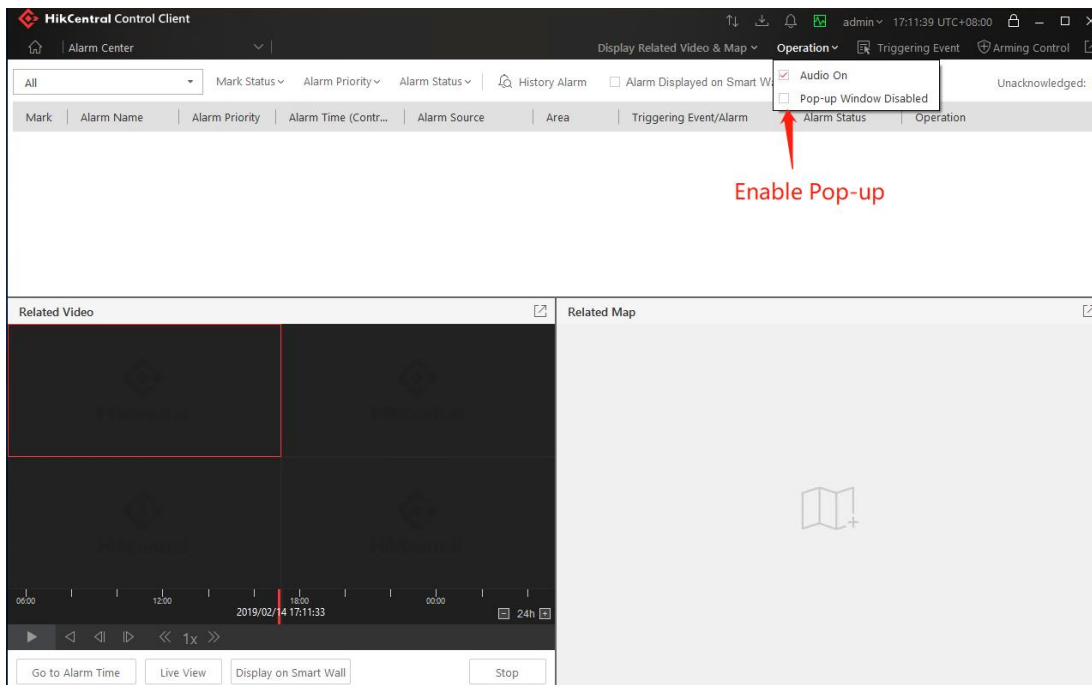 HikCentral Control Client
admin 17:11:39 UTC+08:00
Alarm Center
Display Related Video & Map Operation Triggering Event Arming Control
All Mark Status Alarm Priority Alarm Status History Alarm Alarm Displayed on Smart Unacknowledged:
Audio On
Pop-up Window Disabled
Mark Alarm Name Alarm Priority Alarm Time (Contr... Alarm Source Area Triggering Event/Alarm Alarm Status Operation
Enable Pop-up
Related Video
Related Map
HikCentral HikCentral
HikCentral HikCentral
06:00 12:00 18:00 00:00
2019/02/14 17:11:33 24h
1x
Go to Alarm Time Live View Display on Smart Wall Stop